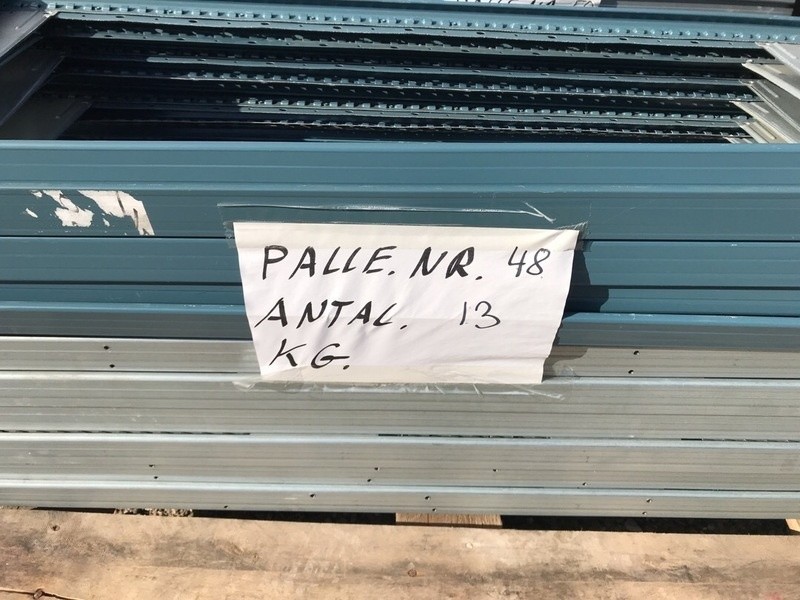 PALLE. NR. 48
ANTAL. 13
KG.